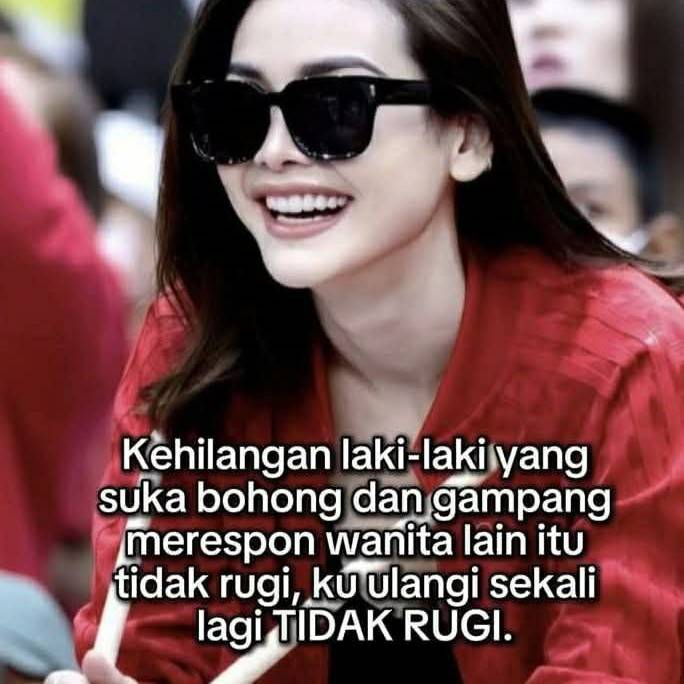 Kehilangan laki-laki yang
suka bohong dan gampang
merespon wanita lain itu
tidak rugi, ku ulangi sekali
lagi TIDAK RUGI.